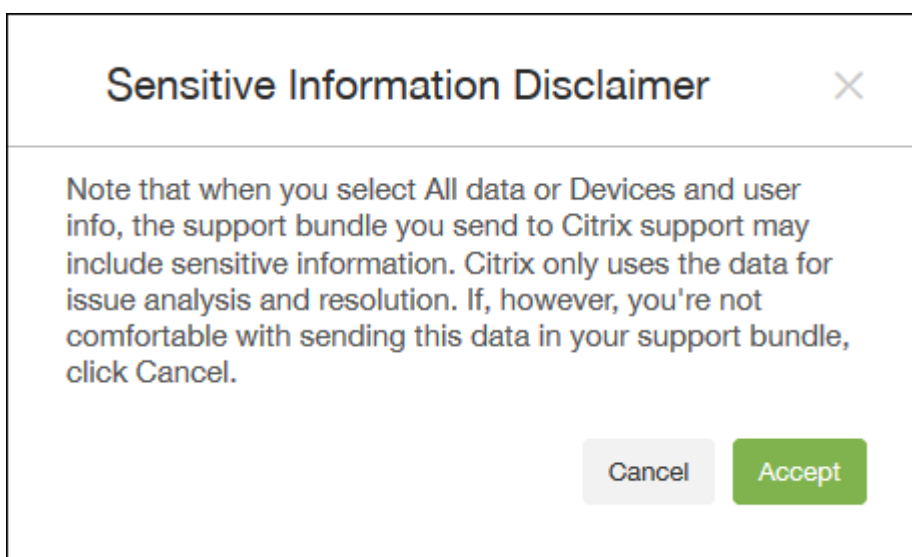 Sensitive Information Disclaimer
Note that when you select All data or Devices and user
info, the support bundle you send to Citrix support may
include sensitive information. Citrix only uses the data for
issue analysis and resolution. If, however, you're not
comfortable with sending this data in your support bundle,
click Cancel.
Cancel Accept